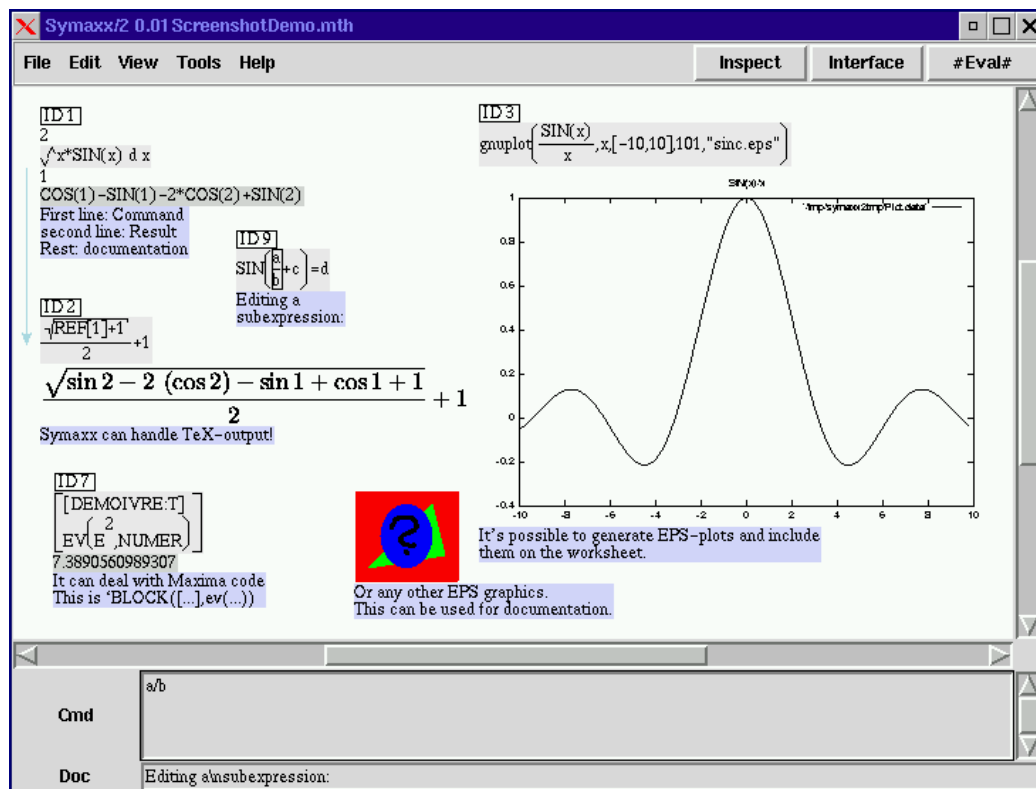 Symaxx/2 0.01 ScreenshotDemo.mth
File Edit View Tools Help
Inspect Interface #Eval#
ID1
2
√^x*SIN(x) d x
1
COS(1)-SIN(1)-2*COS(2)+SIN(2)
First line: Command
second line: Result
Rest: documentation
ID9
SIN(a/b+c)=d
Editing a
subexpression:
ID2
√REF[1]+1
2
+1
√sin 2 − 2 (cos 2) − sin 1 + cos 1 + 1
2
+ 1
Symaxx can handle TeX-output!
ID7
[DEMOIVRE:T]
EV(E^2,NUMER)
7.3890560989307
It can deal with Maxima code
This is 'BLOCK([...],ev(...))
ID3
gnuplot(SIN(x)/x,x,[-10,10],101,"sinc.eps")
SIN(x)/x
"/tmp/symaxx2tmp/Plct.data"
1
0.8
0.6
0.4
0.2
0
-0.2
-0.4
-10 -8 -6 -4 -2 0 2 4 6 8 10
It's possible to generate EPS-plots and include
them on the worksheet.
?
Or any other EPS graphics.
This can be used for documentation.
Cmd
a/b
Doc
Editing a\nsubexpression: